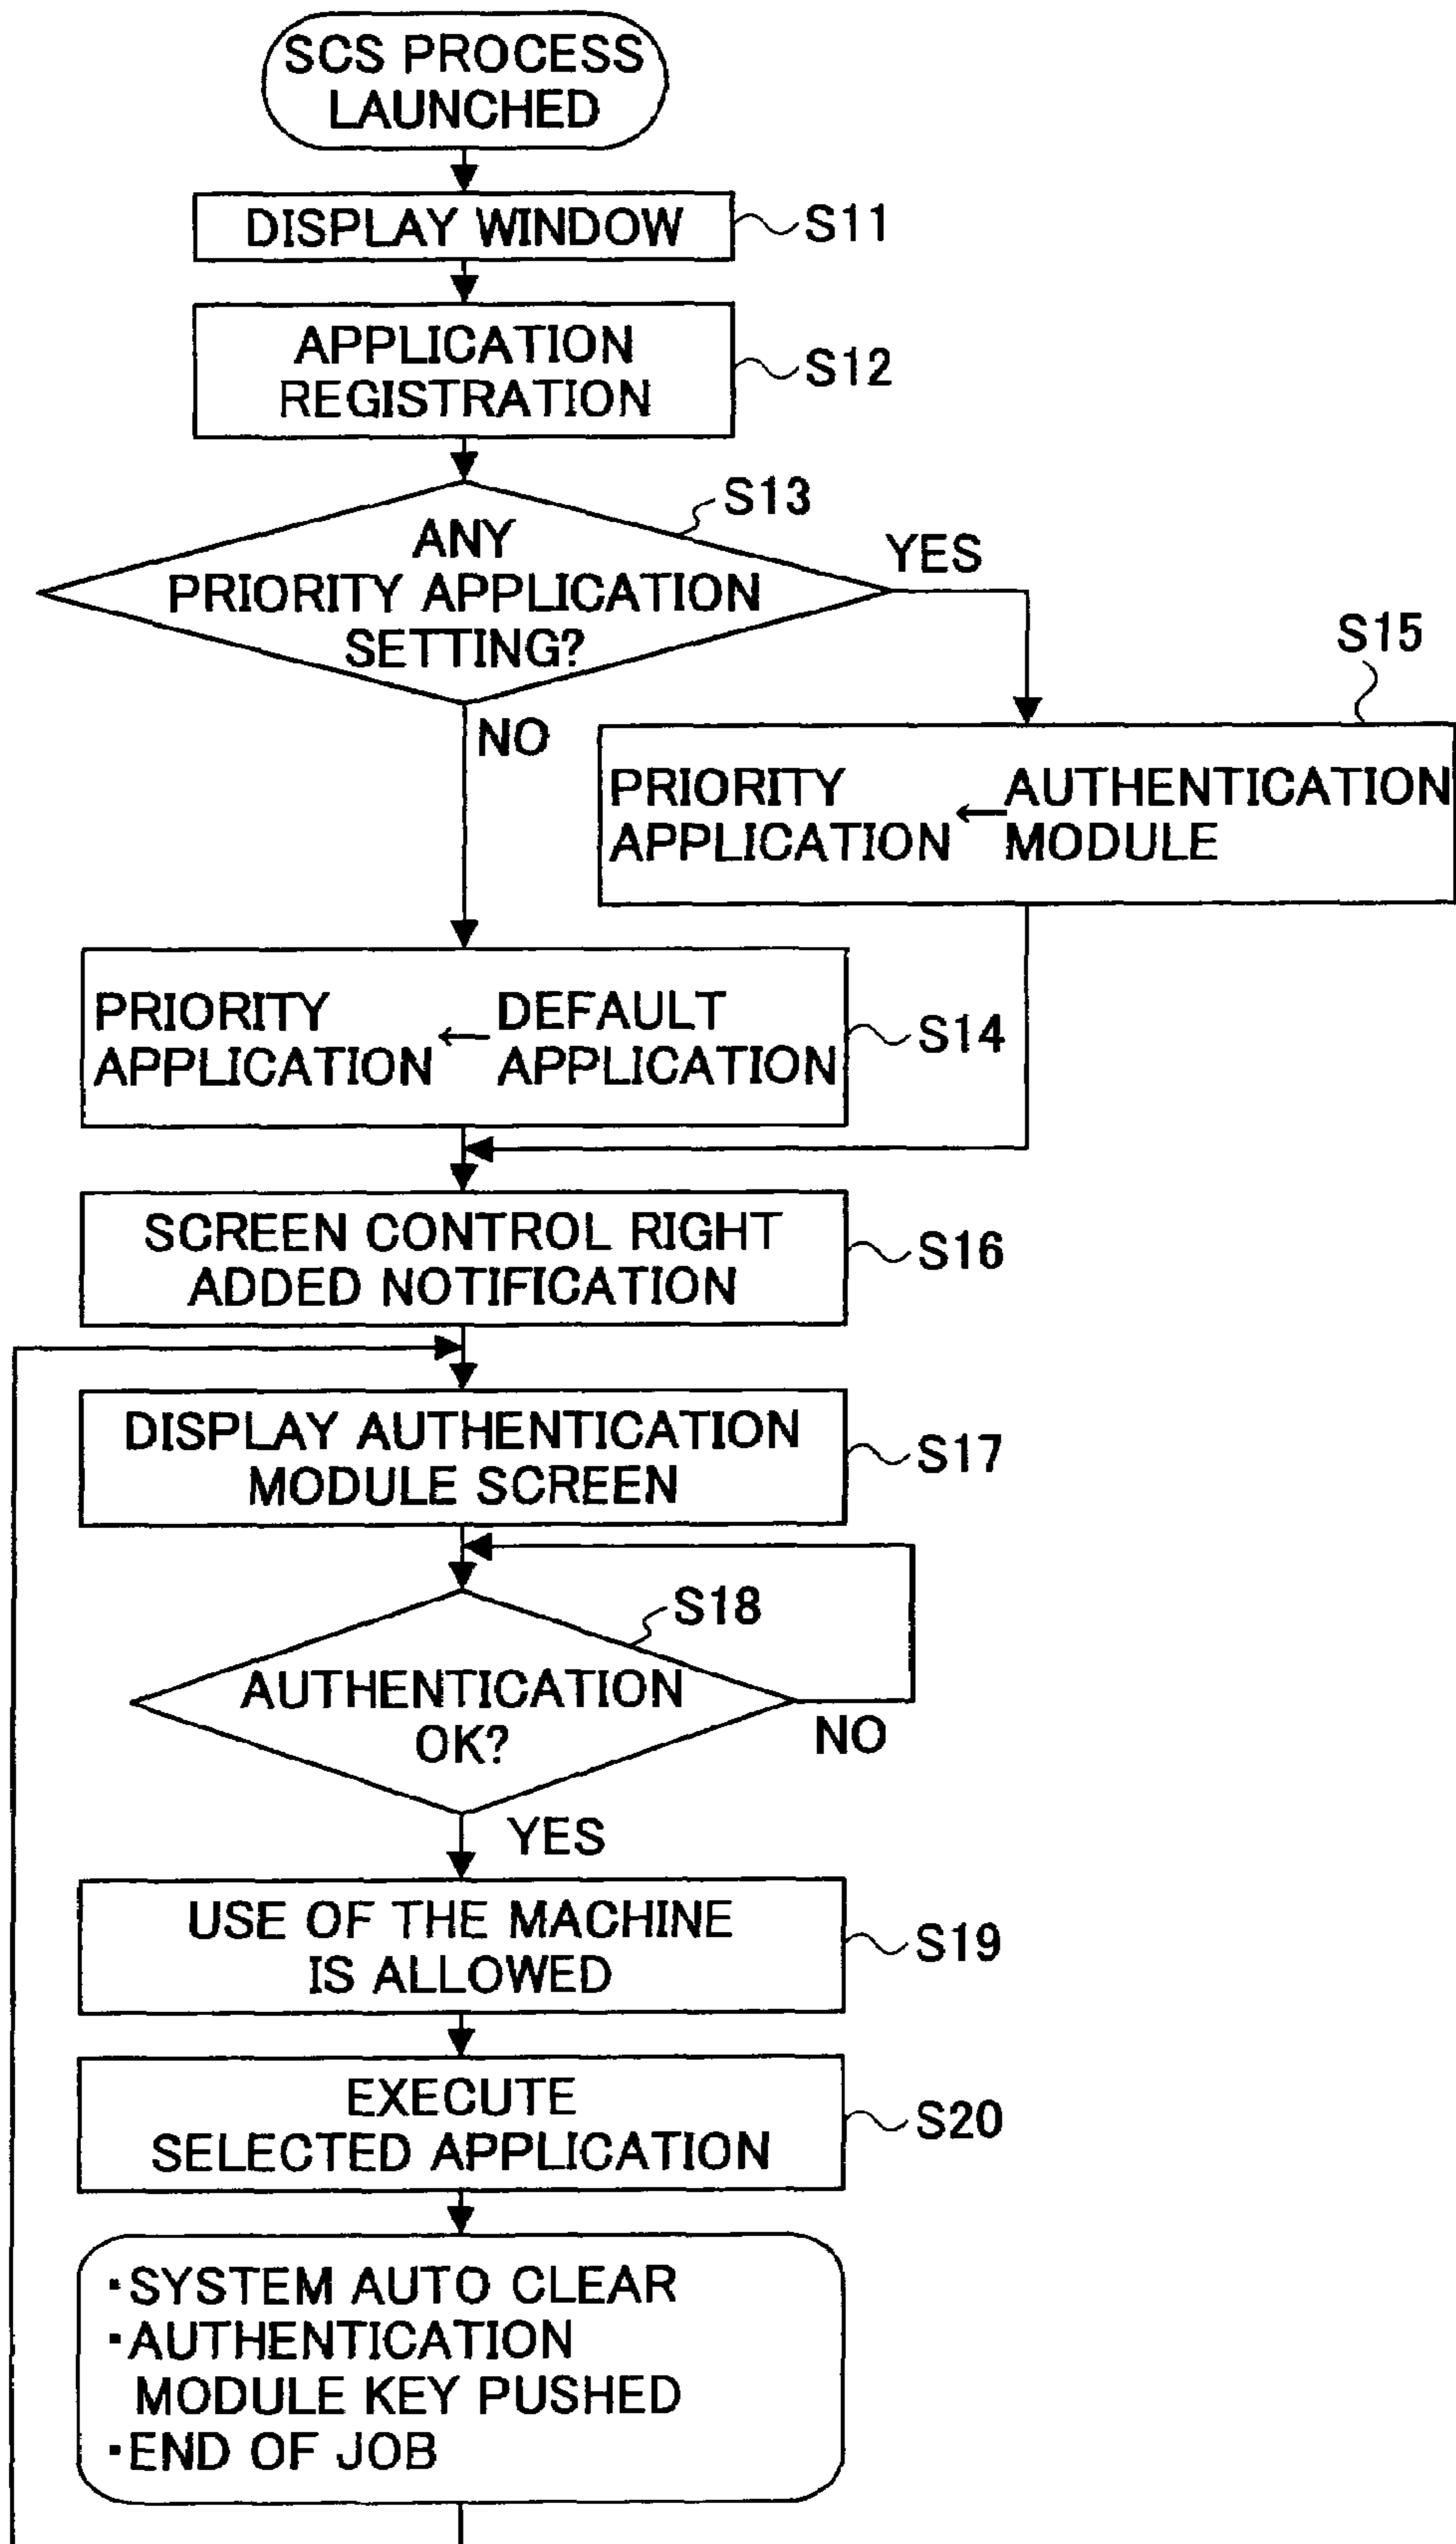 SCS PROCESS
LAUNCHED
DISPLAY WINDOW
S11
APPLICATION
REGISTRATION
S12
S13
ANY
PRIORITY APPLICATION
SETTING?
YES
NO
S15
PRIORITY ← AUTHENTICATION
APPLICATION MODULE
PRIORITY ← DEFAULT
APPLICATION APPLICATION
S14
SCREEN CONTROL RIGHT
ADDED NOTIFICATION
S16
DISPLAY AUTHENTICATION
MODULE SCREEN
S17
S18
AUTHENTICATION
OK?
NO
YES
USE OF THE MACHINE
IS ALLOWED
S19
EXECUTE
SELECTED APPLICATION
S20
・SYSTEM AUTO CLEAR
・AUTHENTICATION
MODULE KEY PUSHED
・END OF JOB